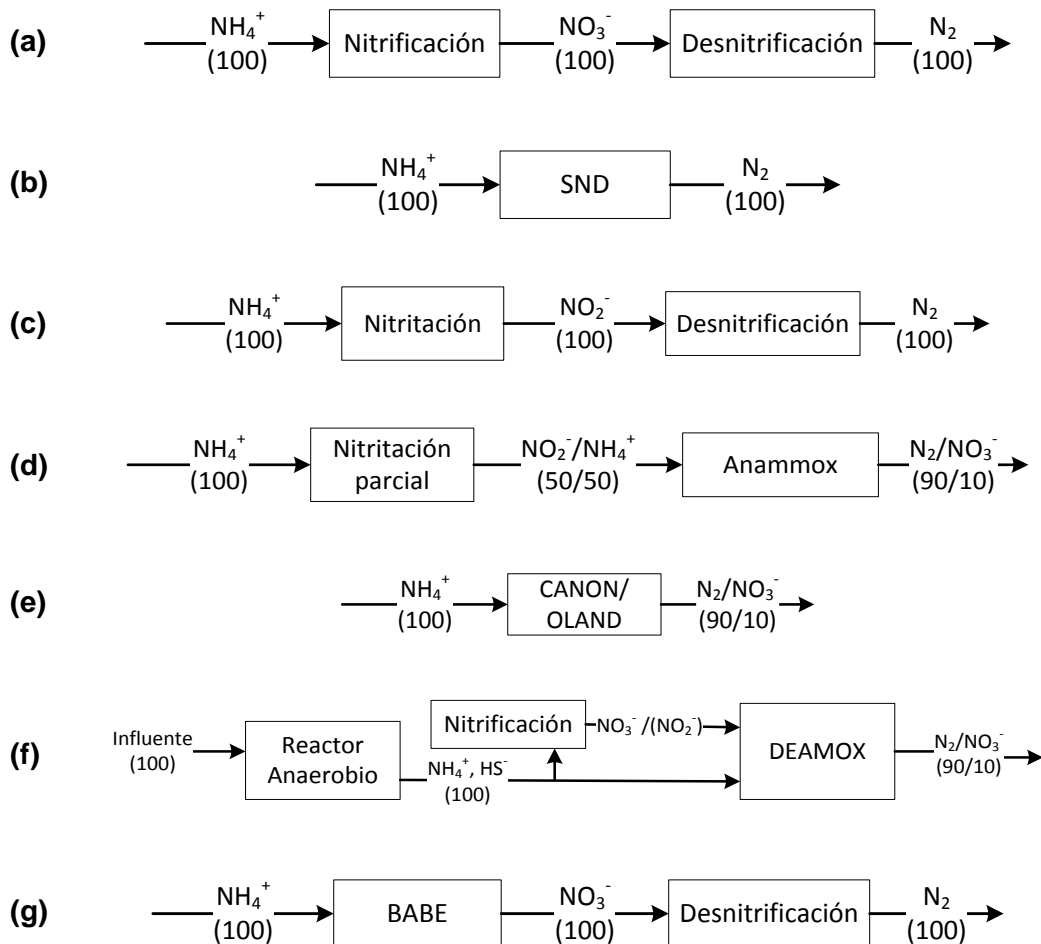 (a)
NH₄⁺
(100)
Nitrificación
NO₃⁻
(100)
Desnitrificación
N₂
(100)
(b)
NH₄⁺
(100)
SND
N₂
(100)
(c)
NH₄⁺
(100)
Nitritación
NO₂⁻
(100)
Desnitrificación
N₂
(100)
(d)
NH₄⁺
(100)
Nitritación
parcial
NO₂⁻/NH₄⁺
(50/50)
Anammox
N₂/NO₃⁻
(90/10)
(e)
NH₄⁺
(100)
CANON/
OLAND
N₂/NO₃⁻
(90/10)
(f)
Influente
(100)
Reactor
Anaerobio
NH₄⁺, HS⁻
(100)
Nitrificación
NO₃⁻ /(NO₂⁻)
DEAMOX
N₂/NO₃⁻
(90/10)
(g)
NH₄⁺
(100)
BABE
NO₃⁻
(100)
Desnitrificación
N₂
(100)